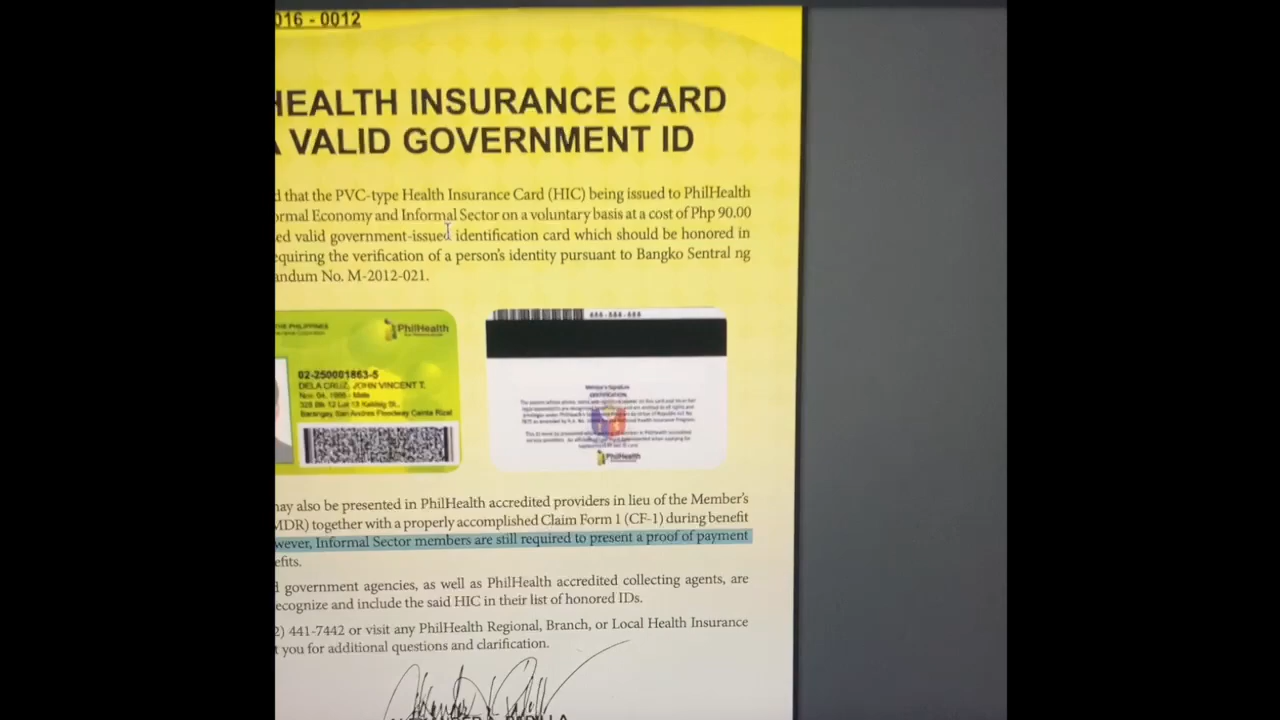 016 - 0012
HEALTH INSURANCE CARD
A VALID GOVERNMENT ID
d that the PVC-type Health Insurance Card (HIC) being issued to PhilHealth
ormal Economy and Informal Sector on a voluntary basis at a cost of Php 90.00
ed valid government-issued identification card which should be honored in
equiring the verification of a person's identity pursuant to Bangko Sentral ng
andum No. M-2012-021.
THE PHILIPPINES
PhilHealth
02-250001863-5
DELA CRUZ, JOHN VINCENT T.
Member's Signature
CERTIFICATION
PhilHealth
may also be presented in PhilHealth accredited providers in lieu of the Member's
MDR) together with a properly accomplished Claim Form 1 (CF-1) during benefit
wever, Informal Sector members are still required to present a proof of payment
efits.
d government agencies, as well as PhilHealth accredited collecting agents, are
ecognize and include the said HIC in their list of honored IDs.
2) 441-7442 or visit any PhilHealth Regional, Branch, or Local Health Insurance
t you for additional questions and clarification.